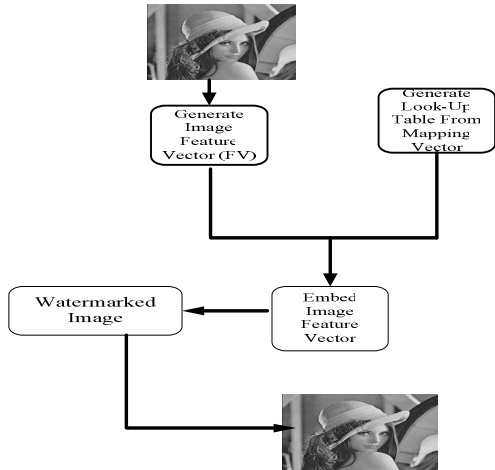 Generate
Image
Feature
Vector (FV)
Generate
Look-Up
Table From
Mapping
Vector
Embed
Image
Feature
Vector
Watermarked
Image